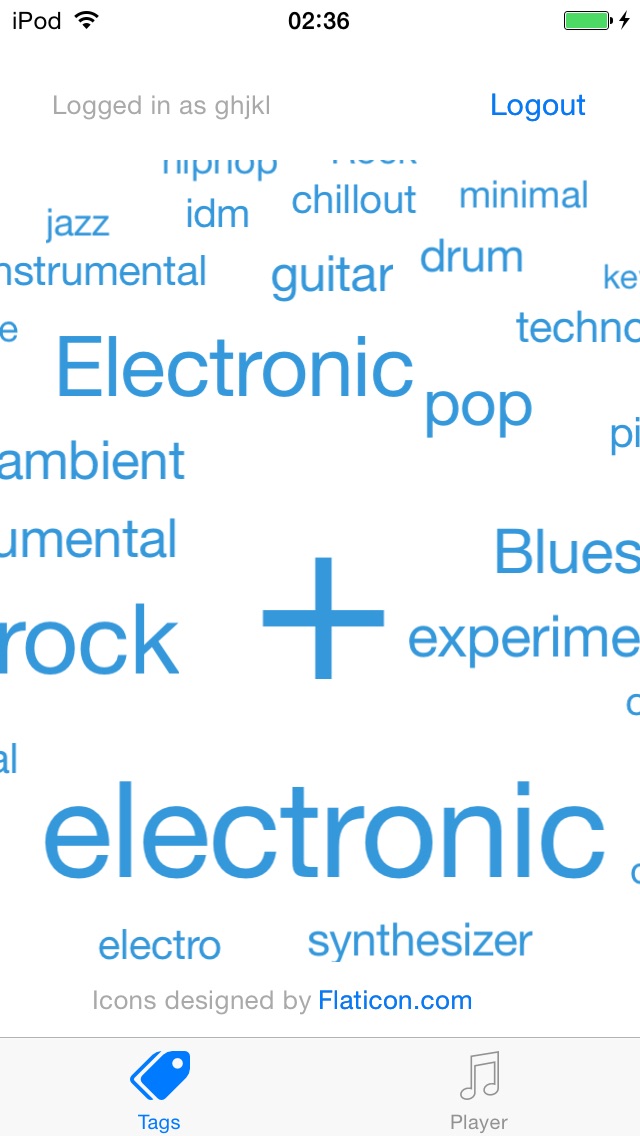 iPod 02:36
Logged in as ghjkl Logout
hiphop Rock
chillout minimal
jazz idm
nstrumental guitar drum
ke
e techno
Electronic
pop
pi
ambient
umental Blues
rock + experime
al
electronic
electro synthesizer
Icons designed by Flaticon.com
Tags Player